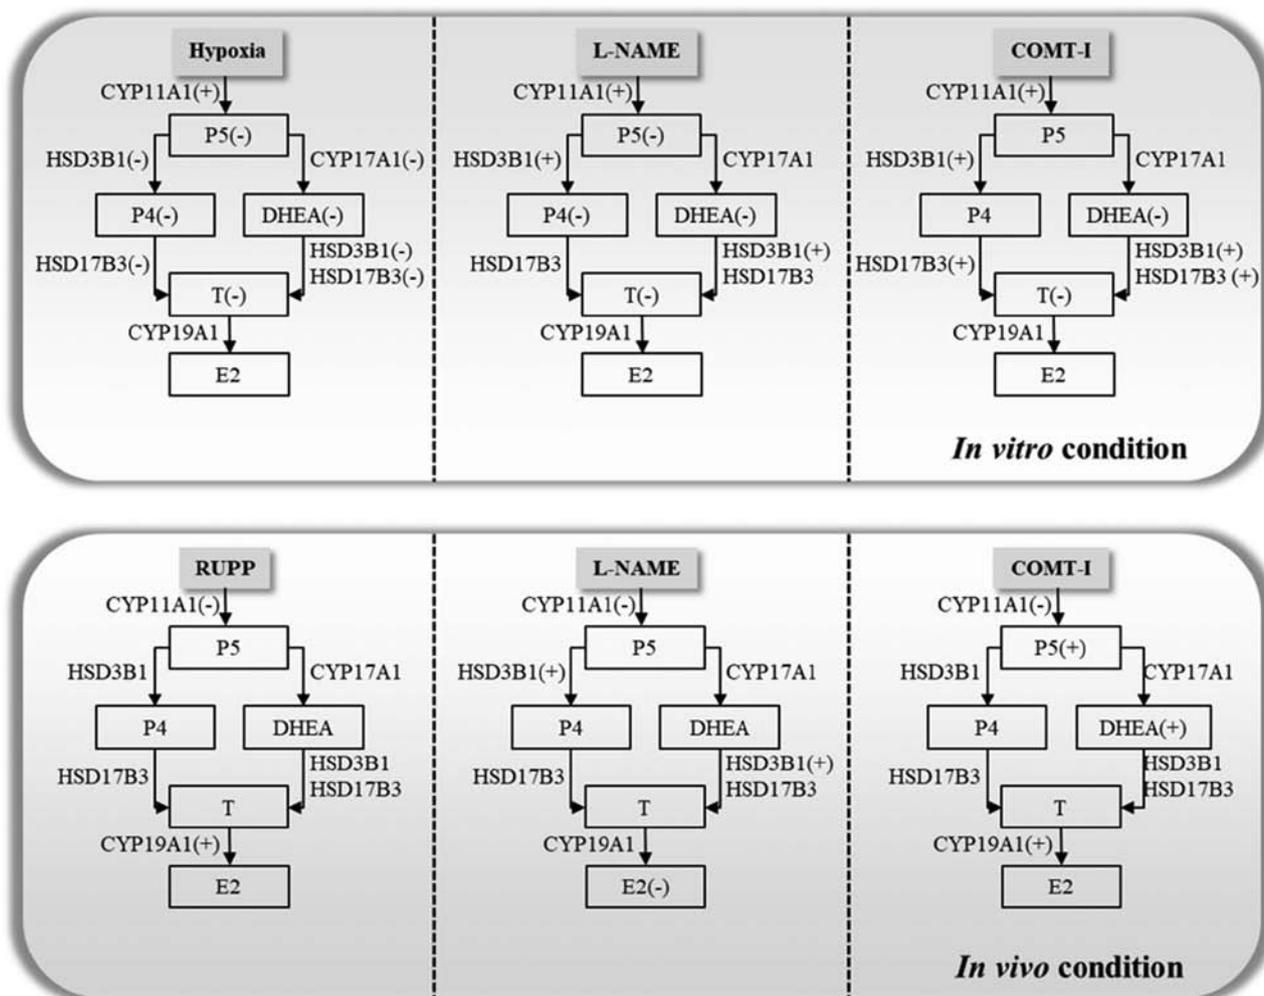 Hypoxia
CYP11A1(+)
P5(-)
HSD3B1(-)
CYP17A1(-)
P4(-)
DHEA(-)
HSD17B3(-)
HSD3B1(-)
HSD17B3(-)
T(-)
CYP19A1
E2
L-NAME
CYP11A1(+)
P5(-)
HSD3B1(+)
CYP17A1
P4(-)
DHEA(-)
HSD17B3
HSD3B1(+)
HSD17B3
T(-)
CYP19A1
E2
COMT-I
CYP11A1(+)
P5
HSD3B1(+)
CYP17A1
P4
DHEA(-)
HSD17B3(+)
HSD3B1(+)
HSD17B3 (+)
T(-)
CYP19A1
E2
In vitro condition
RUPP
CYP11A1(-)
P5
HSD3B1
CYP17A1
P4
DHEA
HSD17B3
HSD3B1
HSD17B3
T
CYP19A1(+)
E2
L-NAME
CYP11A1(-)
P5
HSD3B1(+)
CYP17A1
P4
DHEA
HSD17B3
HSD3B1(+)
HSD17B3
T
CYP19A1
E2(-)
COMT-I
CYP11A1(-)
P5(+)
HSD3B1
CYP17A1
P4
DHEA(+)
HSD17B3
HSD3B1
HSD17B3
T
CYP19A1(+)
E2
In vivo condition